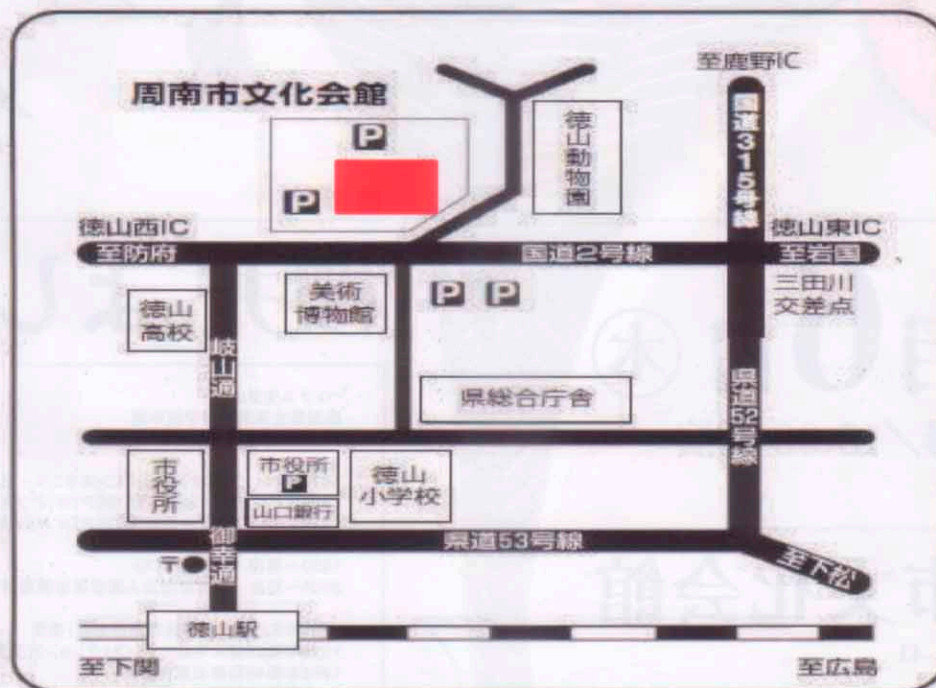 至鹿野IC
周南市文化会館
P
国道315号線
徳山動物園
P
徳山西IC
徳山東IC
至防府
国道2号線
至岩国
美術
博物館
P P
三田川
交差点
徳山
高校
岐山通
県総合庁舎
県道52号線
市役所
市役所
P
徳山
小学校
山口銀行
御幸通
県道53号線
〒
至下松
徳山駅
至下関
至広島